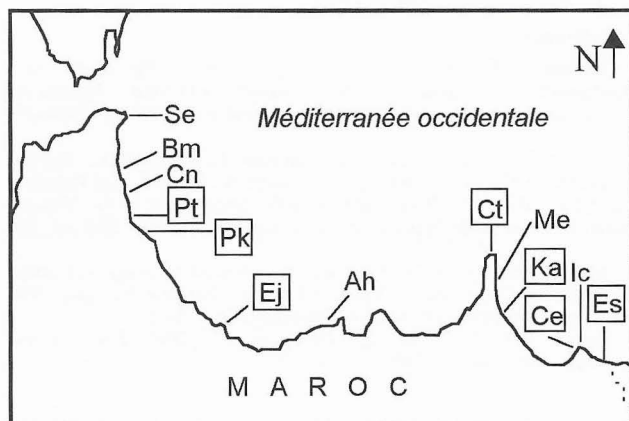 N
Se
Méditerranée occidentale
Bm
Cn
Pt
Ct
Me
Pk
Ka
Ic
Ej
Ah
Ce
Es
M A R O C